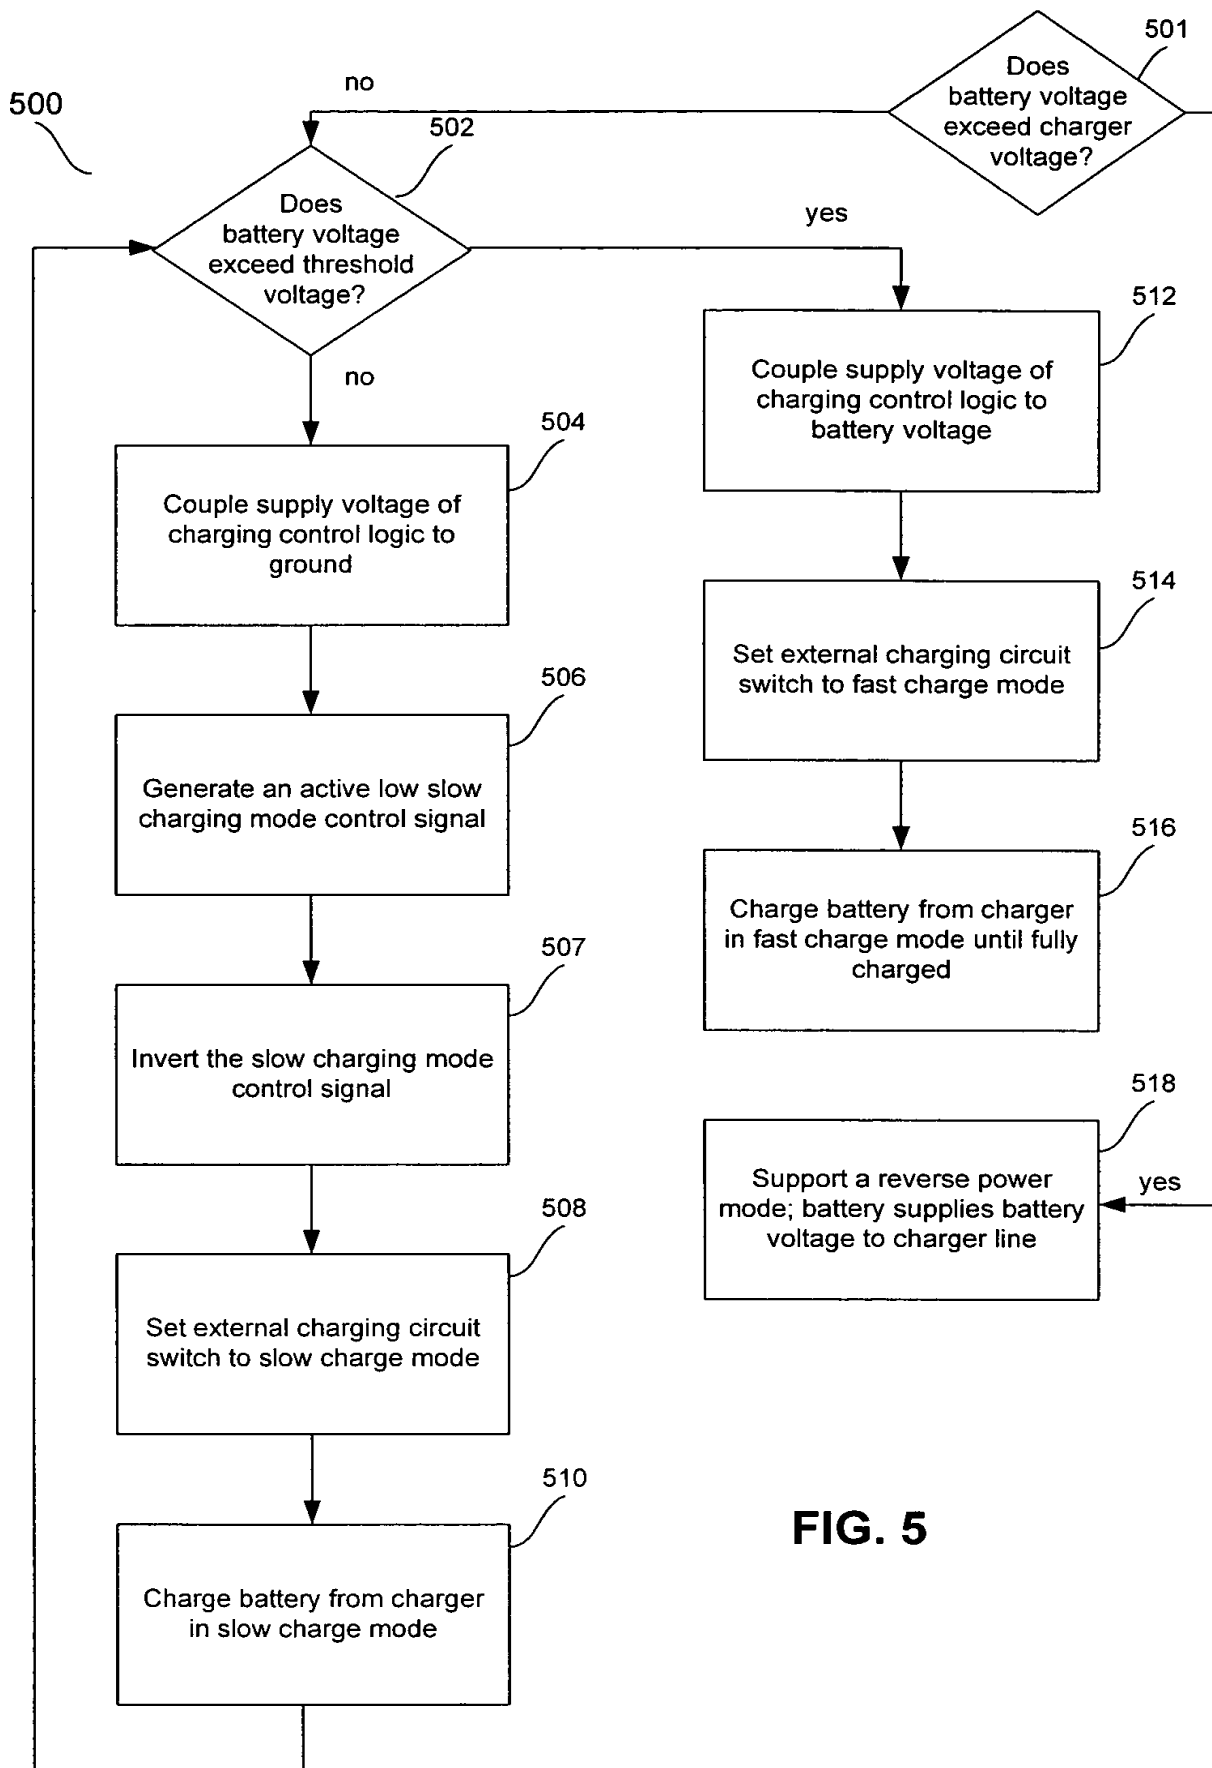 501
Does
battery voltage
exceed charger
voltage?
no
500
502
Does
battery voltage
exceed threshold
voltage?
yes
no
512
Couple supply voltage of
charging control logic to
battery voltage
504
Couple supply voltage of
charging control logic to
ground
514
Set external charging circuit
switch to fast charge mode
506
Generate an active low slow
charging mode control signal
516
Charge battery from charger
in fast charge mode until fully
charged
507
Invert the slow charging mode
control signal
518
Support a reverse power
mode; battery supplies battery
voltage to charger line
yes
508
Set external charging circuit
switch to slow charge mode
510
Charge battery from charger
in slow charge mode
FIG. 5